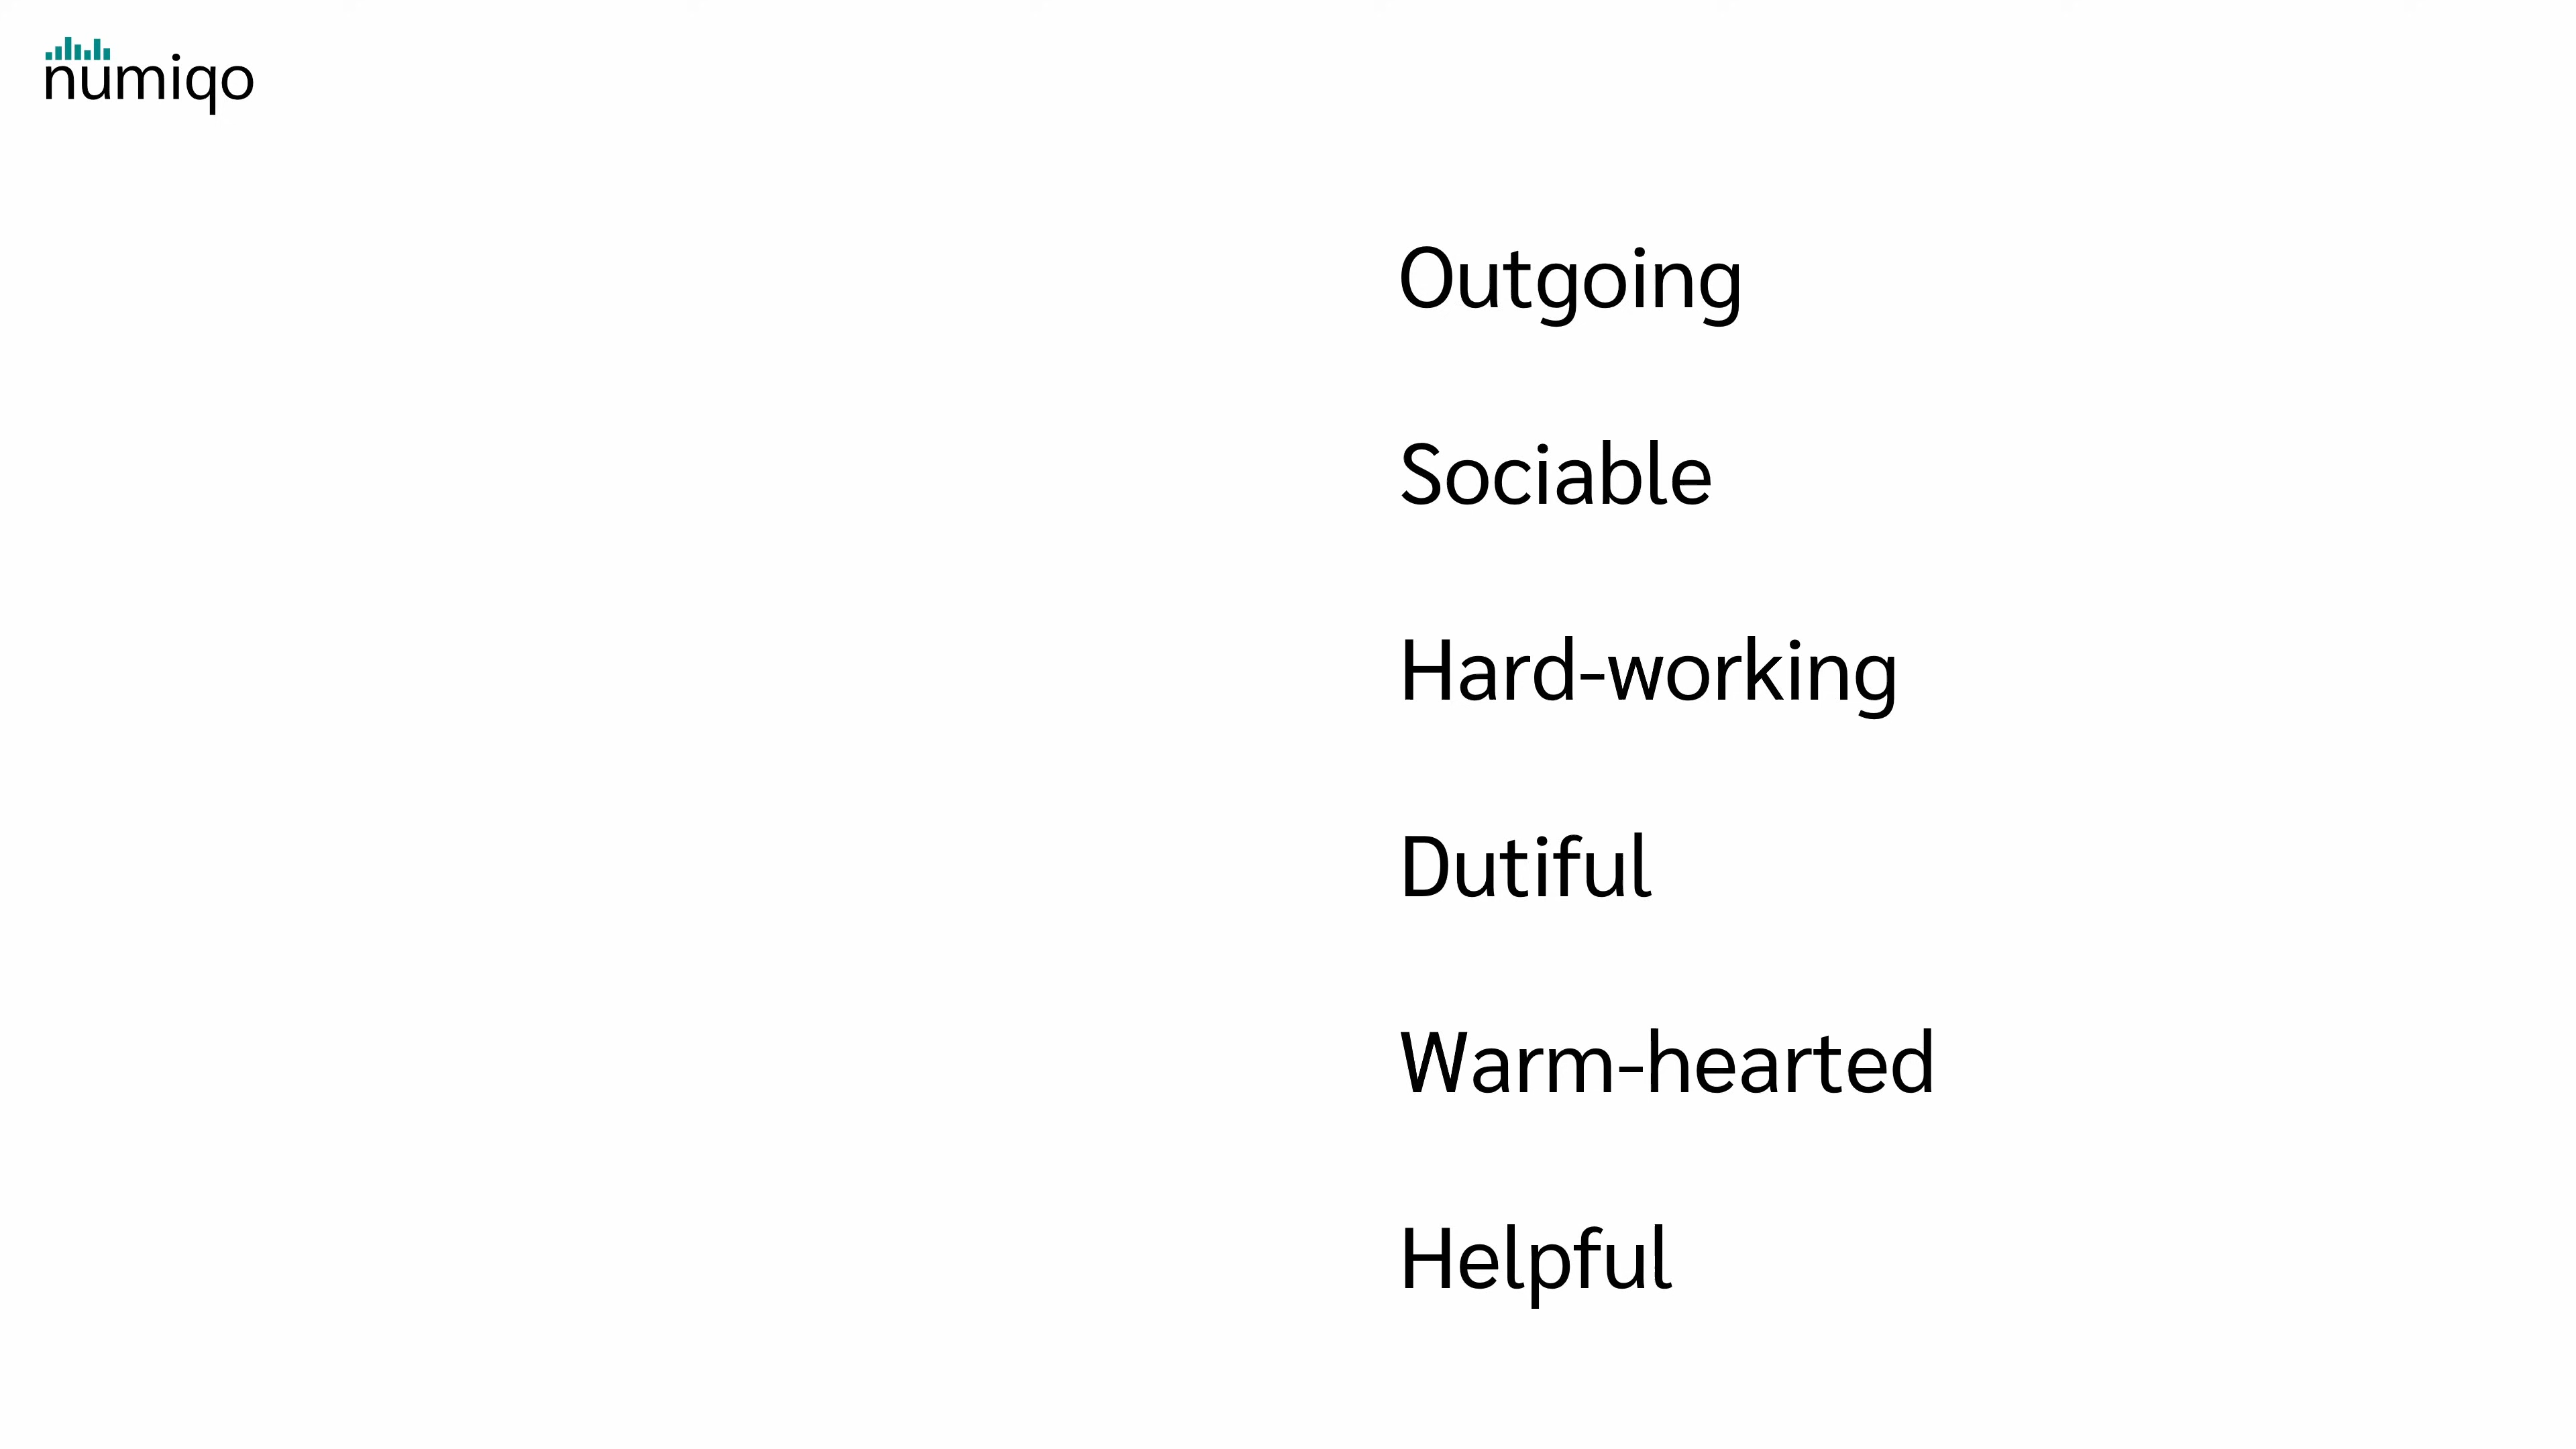 numiqo
Outgoing
Sociable
Hard-working
Dutiful
Warm-hearted
Helpful